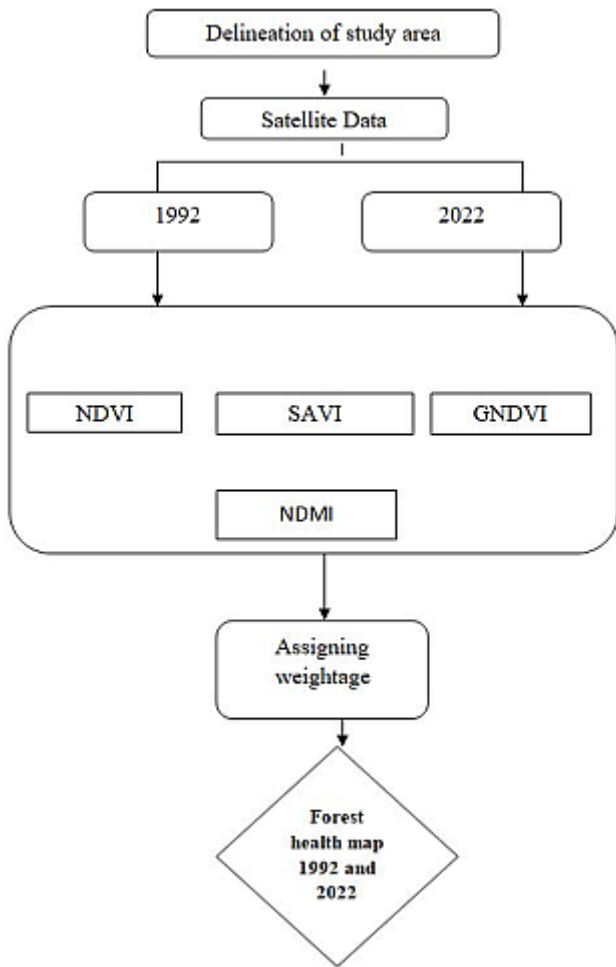 Delineation of study area
Satellite Data
1992
2022
NDVI
SAVI
GNDVI
NDMI
Assigning
weightage
Forest
health map
1992 and
2022